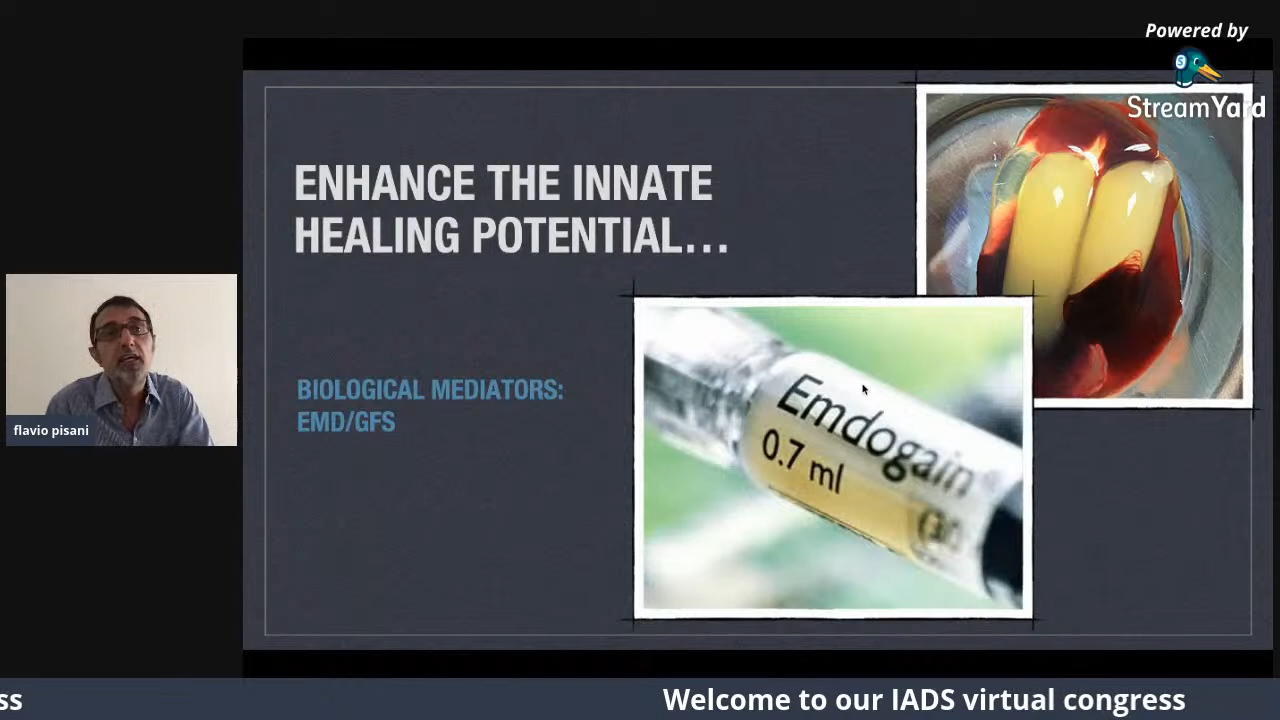 Powered by
StreamYard
ENHANCE THE INNATE
HEALING POTENTIAL...
BIOLOGICAL MEDIATORS:
EMD/GFS
Emdogain
0.7 ml
flavio pisani
ss
Welcome to our IADS virtual congress